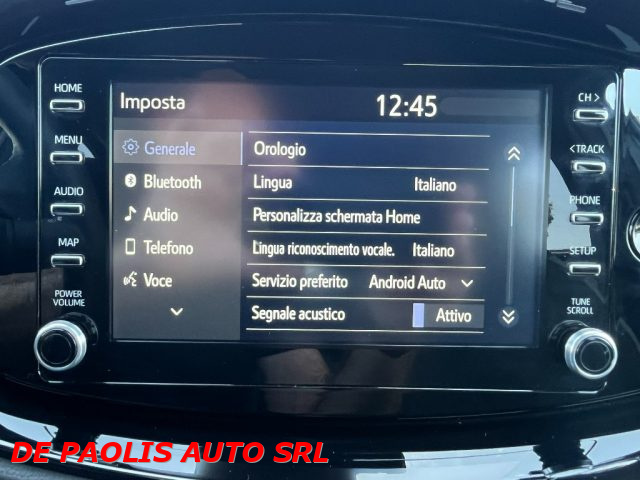 HOME
MENU
AUDIO
MAP
POWER
VOLUME
Imposta 12:45
Generale
Bluetooth
Audio
Telefono
Voce
Orologio
Lingua Italiano
Personalizza schermata Home
Lingua riconoscimento vocale. Italiano
Servizio preferito Android Auto
Segnale acustico Attivo
CH >
< TRACK
PHONE
SETUP
TUNE
SCROLL
DE PAOLIS AUTO SRL